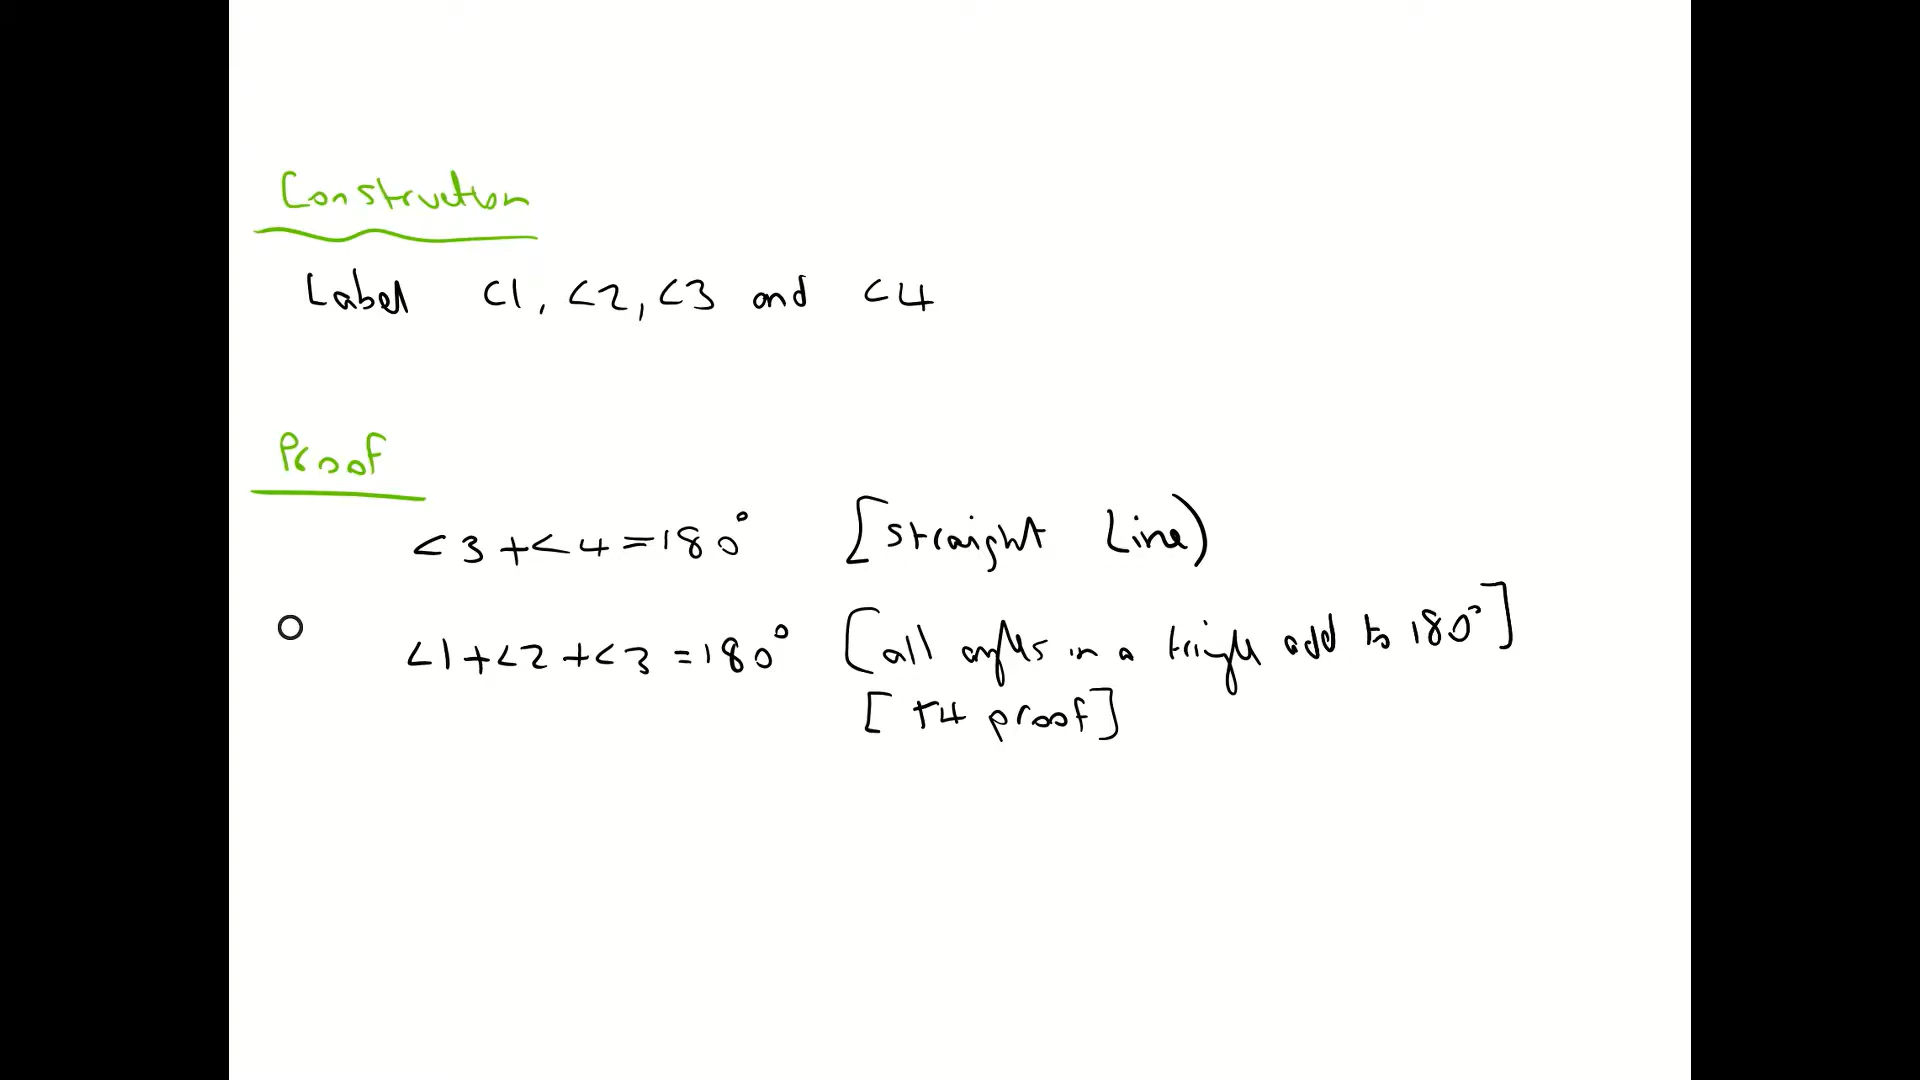 Construction
Label <1, <2, <3 and <4
Proof
<3+<4=180° [straight Line)
<1+<2+<3=180° [all angles in a triangle add to 180°]
[T4 proof]